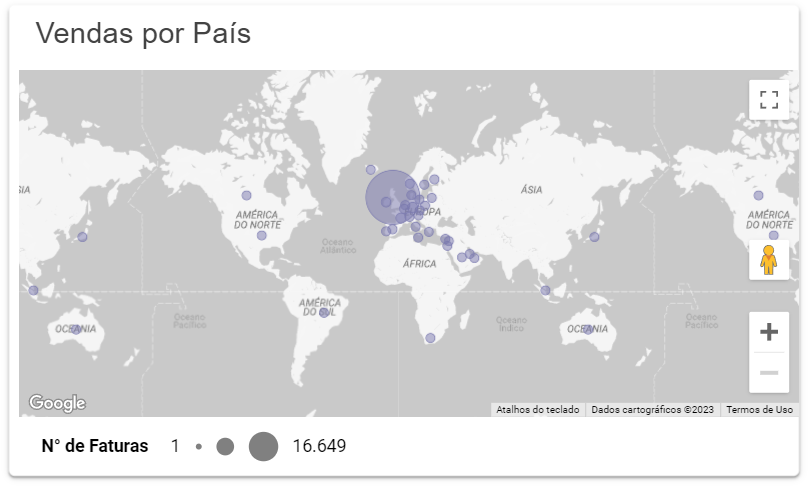 Vendas por País
SIA
AMÉRICA
DO NORTE
Oceano
Atlântico
ÁSIA
AMÉRICA
DO NORTE
ÁFRICA
AMÉRICA
DO SUL
OCEANIA
Oceano
Pacífico
Oceano
Índico
OCEANIA
Oceano
Pacífico
Google
Atalhos do teclado
Dados cartográficos ©2023
Termos de Uso
N° de Faturas 1 16.649